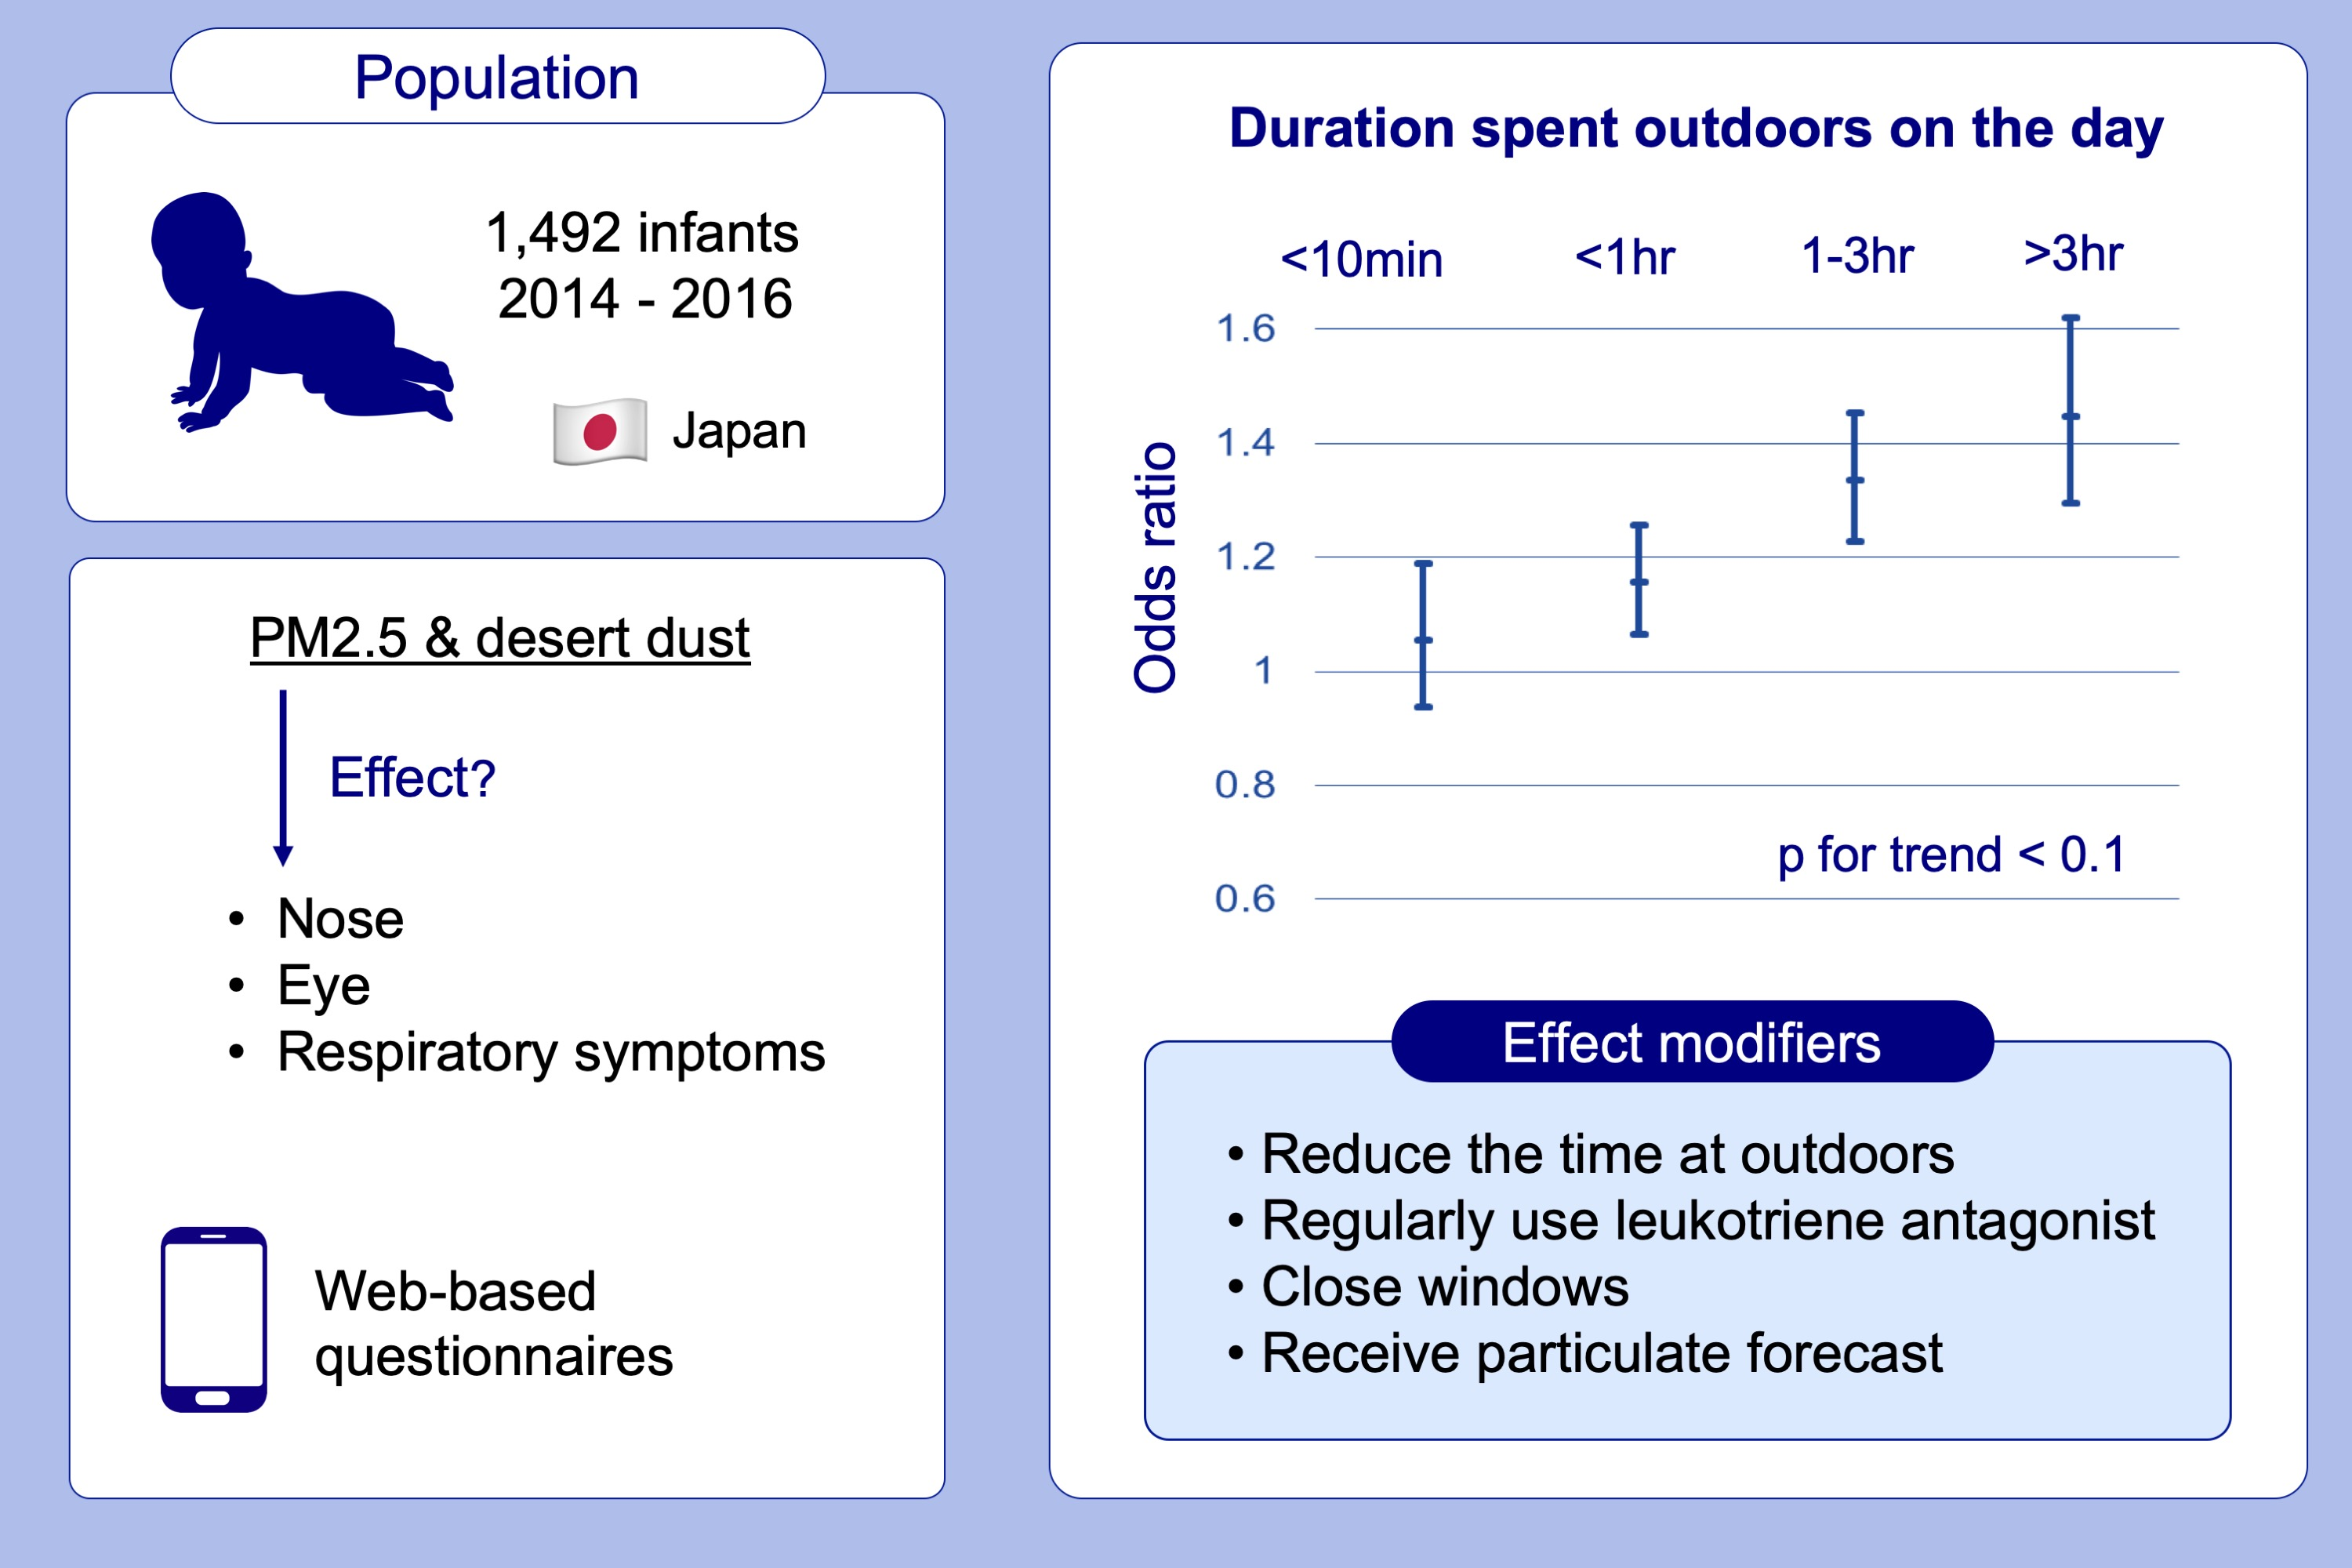 Population
1,492 infants
2014 - 2016
Japan
PM2.5 & desert dust
Effect?
• Nose
• Eye
• Respiratory symptoms
Web-based
questionnaires
Duration spent outdoors on the day
<10min <1hr 1-3hr >3hr
Odds ratio
1.6
1.4
1.2
1
0.8
0.6
p for trend < 0.1
Effect modifiers
• Reduce the time at outdoors
• Regularly use leukotriene antagonist
• Close windows
• Receive particulate forecast